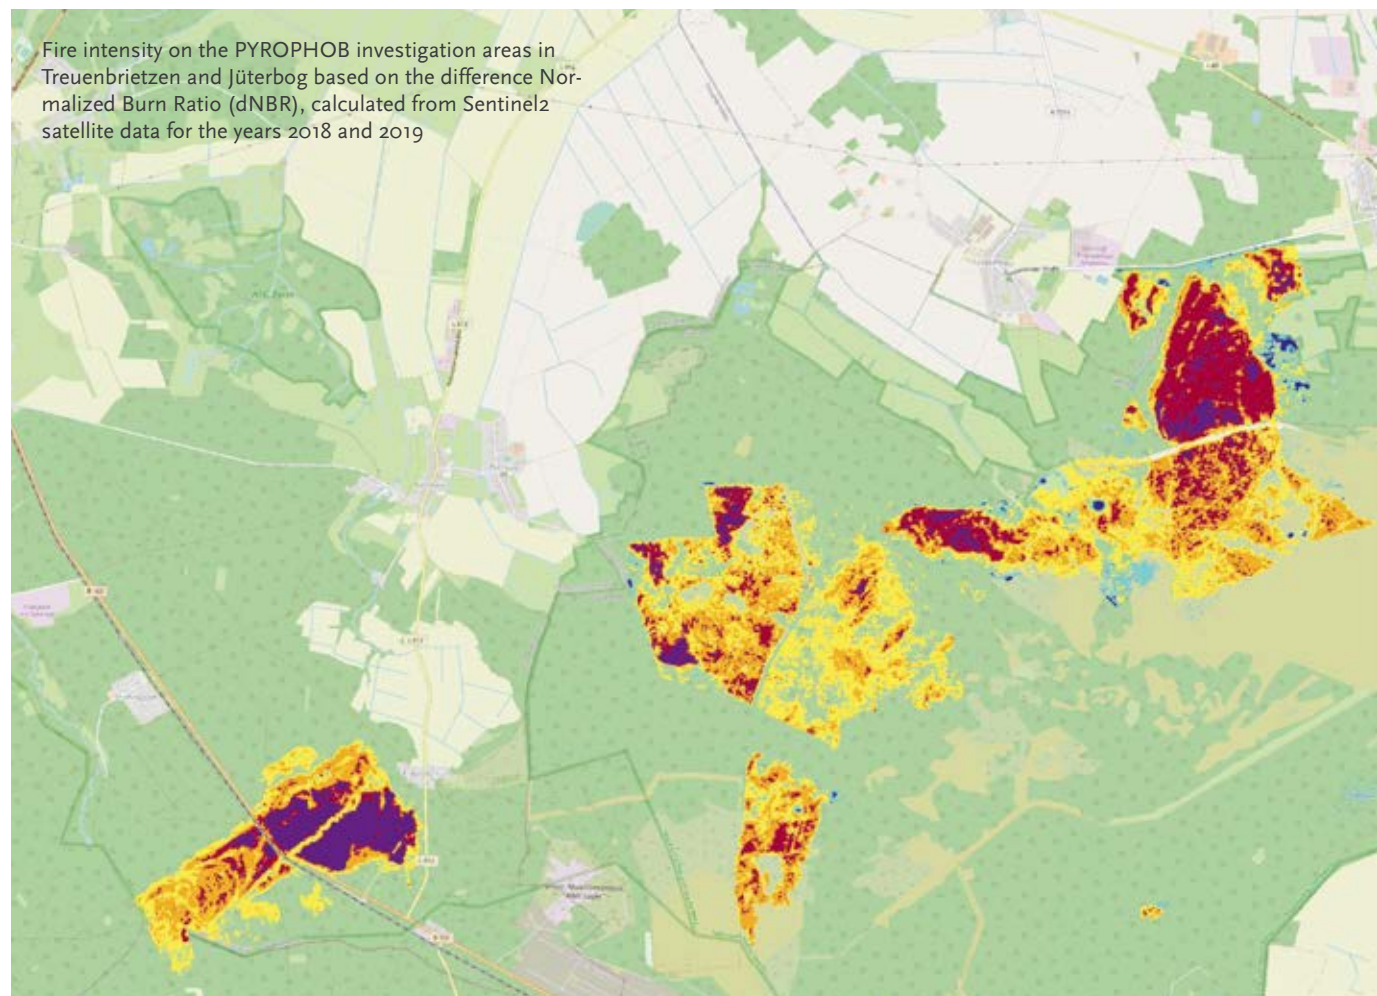 Fire intensity on the PYROPHOB investigation areas in
Treuenbrietzen and Jüterbog based on the difference Nor-
malized Burn Ratio (dNBR), calculated from Sentinel2
satellite data for the years 2018 and 2019